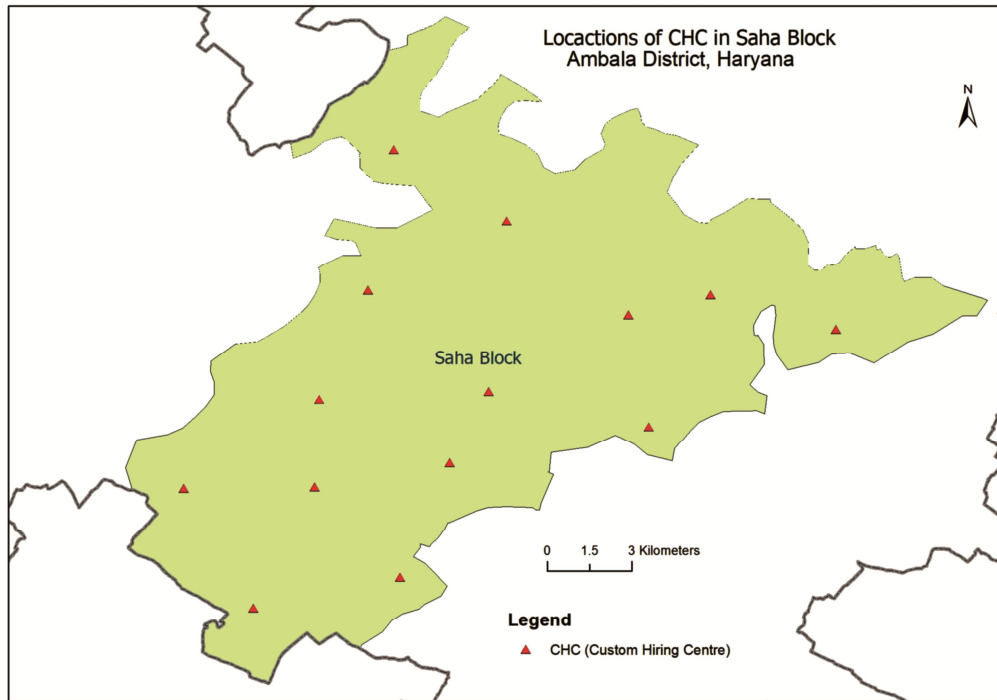 Locactions of CHC in Saha Block
Ambala District, Haryana
N
Saha Block
0 1.5 3 Kilometers
Legend
CHC (Custom Hiring Centre)